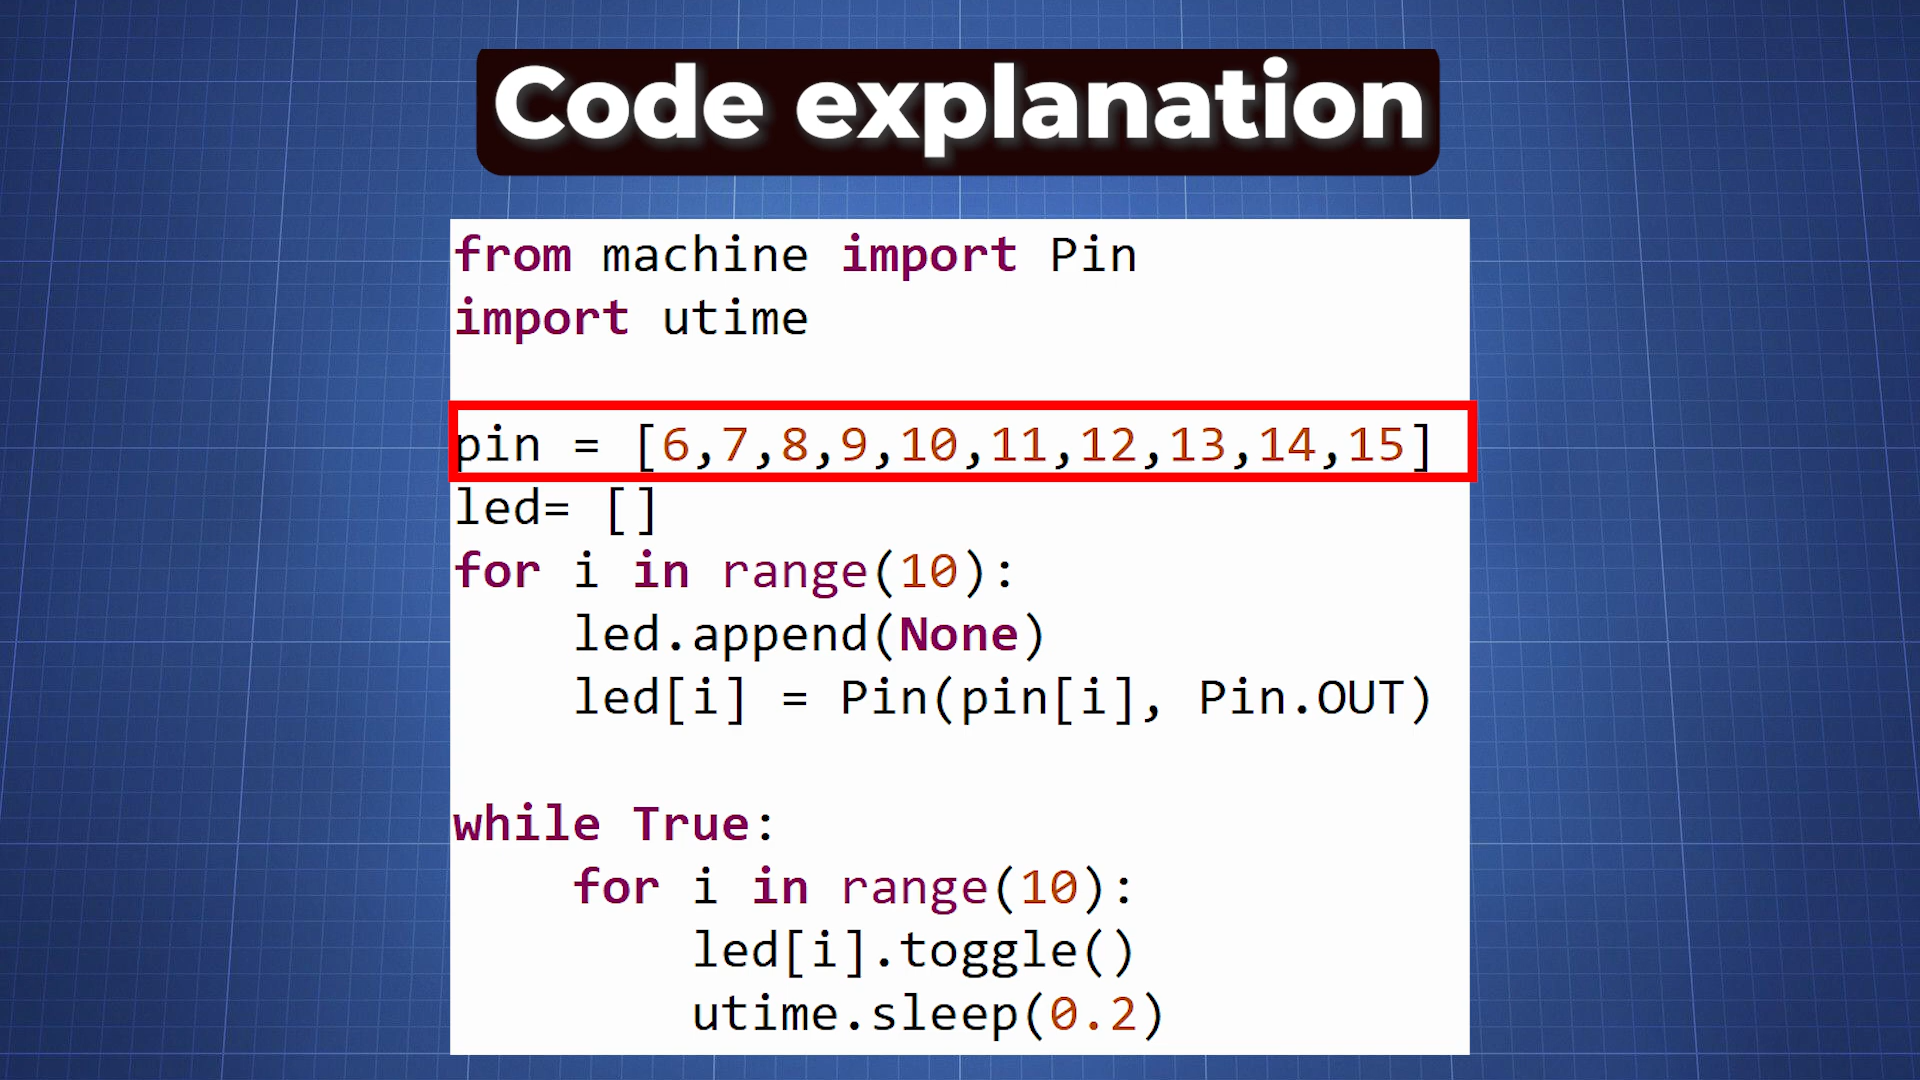 Code explanation
from machine import Pin
import utime
pin = [6,7,8,9,10,11,12,13,14,15]
led= []
for i in range(10):
    led.append(None)
    led[i] = Pin(pin[i], Pin.OUT)
while True:
    for i in range(10):
        led[i].toggle()
        utime.sleep(0.2)